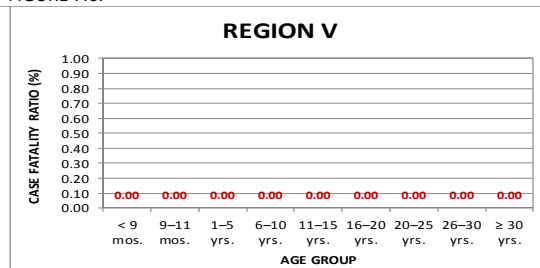 REGION V
CASE FATALITY RATIO (%)
1.00
0.90
0.80
0.70
0.60
0.50
0.40
0.30
0.20
0.10
0.00
0.00 0.00 0.00 0.00 0.00 0.00 0.00 0.00 0.00
< 9 mos.
9–11 mos.
1–5 yrs.
6–10 yrs.
11–15 yrs.
16–20 yrs.
20–25 yrs.
26–30 yrs.
≥ 30 yrs.
AGE GROUP